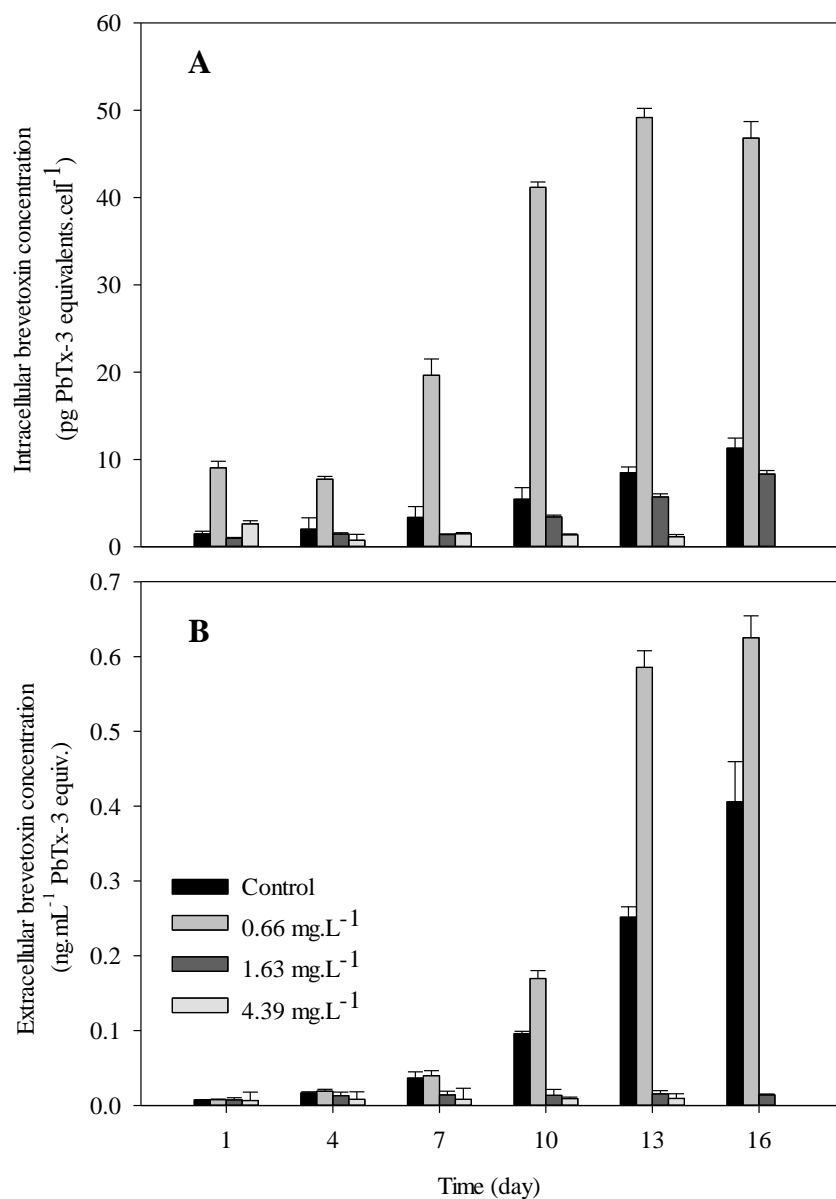 60
A
50
40
30
20
10
0
Intracellular brevetoxin concentration
(pg PbTx-3 equivalents.cell-1)
0.7
B
0.6
0.5
0.4
0.3
0.2
0.1
0.0
Extracellular brevetoxin concentration
(ng.mL-1 PbTx-3 equiv.)
Control
0.66 mg.L-1
1.63 mg.L-1
4.39 mg.L-1
1 4 7 10 13 16
Time (day)